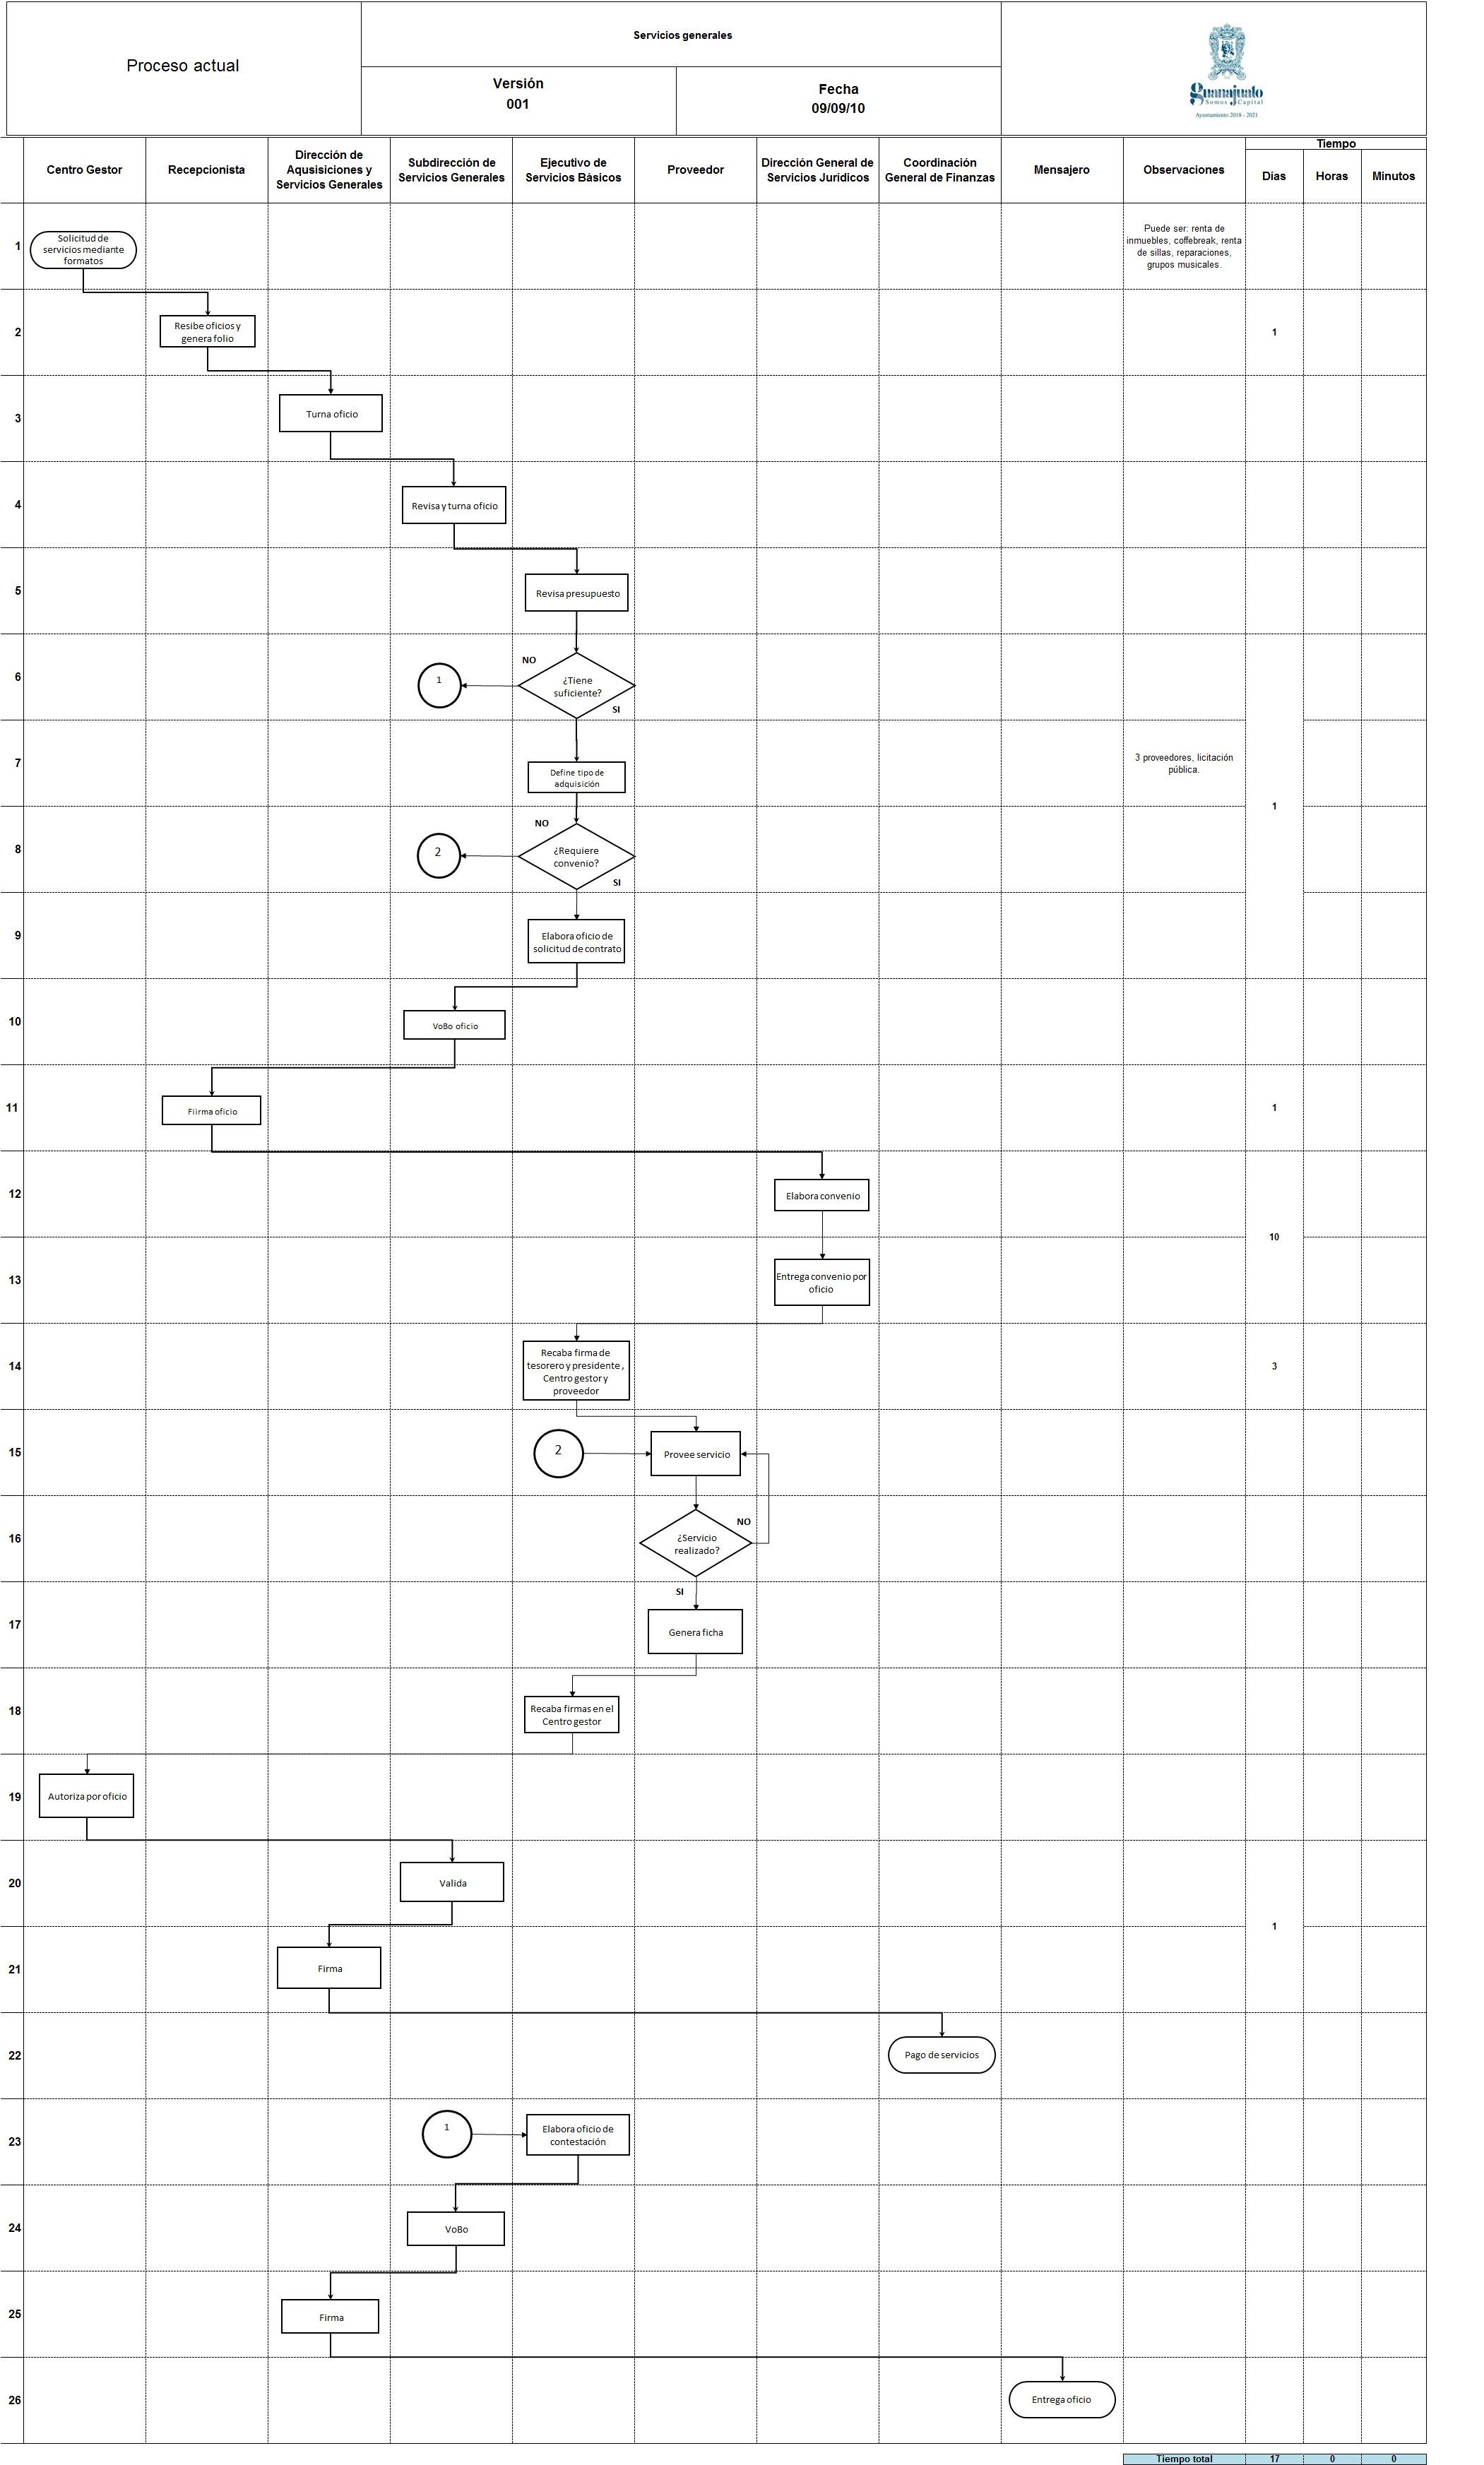 Proceso actual
Servicios generales
Versión
001
Fecha
09/09/10
Guanajuato
Somos Capital
Ayuntamiento 2018 - 2021
Centro Gestor
Recepcionista
Dirección de
Aqusisiciones y
Servicios Generales
Subdirección de
Servicios Generales
Ejecutivo de
Servicios Básicos
Proveedor
Dirección General de
Servicios Juridicos
Coordinación
General de Finanzas
Mensajero
Observaciones
Tiempo
Dias
Horas
Minutos
1
Solicitud de
servicios mediante
formatos
Puede ser: renta de
inmuebles, coffebreak, renta
de sillas, reparaciones,
grupos musicales.
2
Resibe oficios y
genera folio
1
3
Turna oficio
4
Revisa y turna oficio
5
Revisa presupuesto
6
1
NO
¿Tiene
suficiente?
SI
7
Define tipo de
adquisición
3 proveedores, licitación
pública.
1
8
2
NO
¿Requiere
convenio?
SI
9
Elabora oficio de
solicitud de contrato
10
VoBo oficio
11
Fiirma oficio
1
12
Elabora convenio
10
13
Entrega convenio por
oficio
14
Recaba firma de
tesorero y presidente ,
Centro gestor y
proveedor
3
15
2
Provee servicio
16
NO
¿Servicio
realizado?
SI
17
Genera ficha
18
Recaba firmas en el
Centro gestor
19
Autoriza por oficio
20
Valida
1
21
Firma
22
Pago de servicios
23
1
Elabora oficio de
contestación
24
VoBo
25
Firma
26
Entrega oficio
Tiempo total
17
0
0